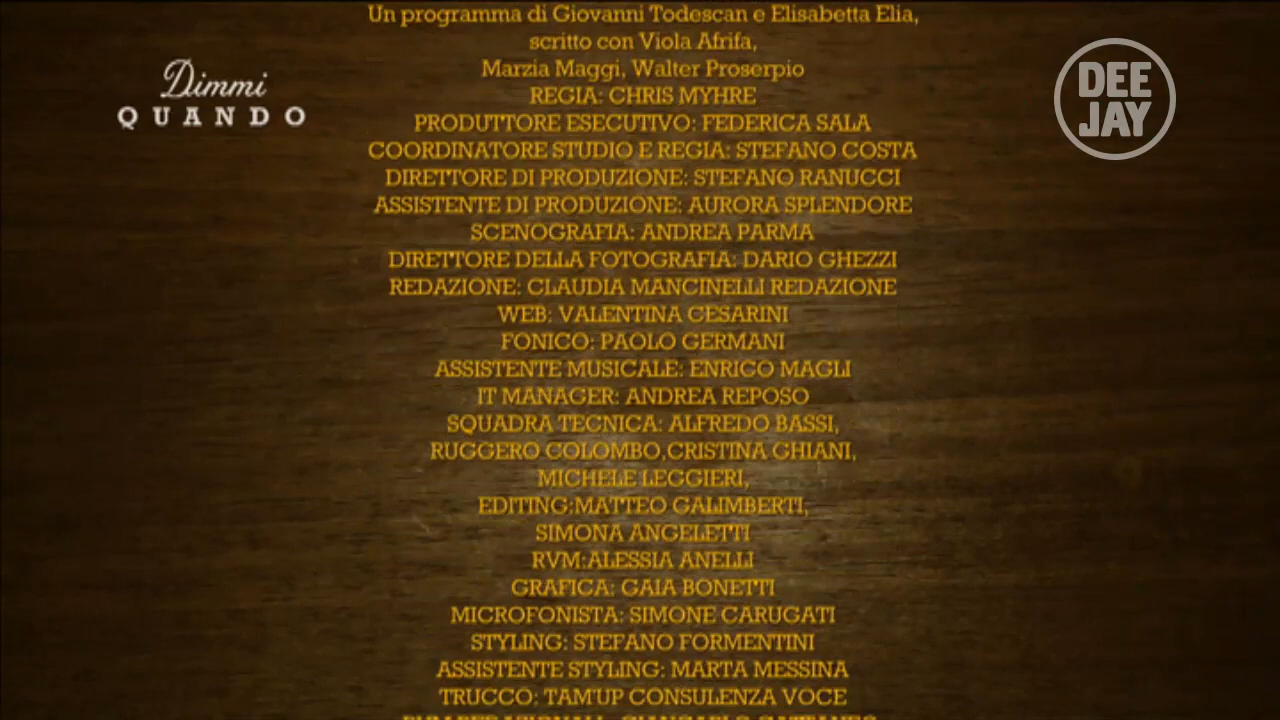 Un programma di Giovanni Todescan e Elisabetta Elia,
scritto con Viola Afrifa,
Marzia Maggi, Walter Proserpio
Dimmi
QUANDO
DEE
JAY
REGIA: CHRIS MYHRE
PRODUTTORE ESECUTIVO: FEDERICA SALA
COORDINATORE STUDIO E REGIA: STEFANO COSTA
DIRETTORE DI PRODUZIONE: STEFANO RANUCCI
ASSISTENTE DI PRODUZIONE: AURORA SPLENDORE
SCENOGRAFIA: ANDREA PARMA
DIRETTORE DELLA FOTOGRAFIA: DARIO GHEZZI
REDAZIONE: CLAUDIA MANCINELLI REDAZIONE
WEB: VALENTINA CESARINI
FONICO: PAOLO GERMANI
ASSISTENTE MUSICALE: ENRICO MAGLI
IT MANAGER: ANDREA REPOSO
SQUADRA TECNICA: ALFREDO BASSI,
RUGGERO COLOMBO,CRISTINA GHIANI,
MICHELE LEGGIERI,
EDITING:MATTEO GALIMBERTI,
SIMONA ANGELETTI
RVM:ALESSIA ANELLI
GRAFICA: GAIA BONETTI
MICROFONISTA: SIMONE CARUGATI
STYLING: STEFANO FORMENTINI
ASSISTENTE STYLING: MARTA MESSINA
TRUCCO: TAM'UP CONSULENZA VOCE